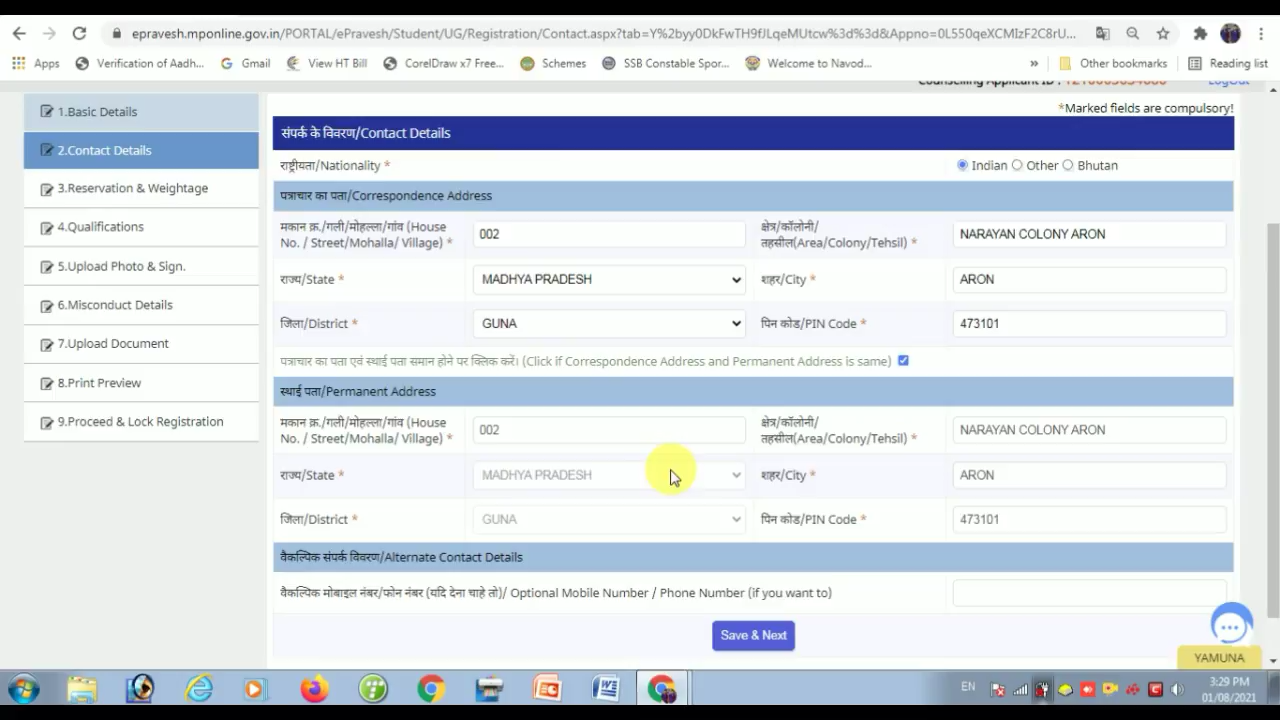 epravesh.mponline.gov.in/PORTAL/ePravesh/Student/UG/Registration/Contact.aspx?tab=Y%2byy0DkFwTH9fJLqeMUtcw%3d%3d&Appno=0L550qeXCMIzF2C8rU...
Apps Verification of Aadh... Gmail View HT Bill CorelDraw x7 Free... Schemes SSB Constable Spor... Welcome to Navod... » Other bookmarks Reading list
Counselling Applicant ID : LogOut
*Marked fields are compulsory!
1.Basic Details
2.Contact Details
3.Reservation & Weightage
4.Qualifications
5.Upload Photo & Sign.
6.Misconduct Details
7.Upload Document
8.Print Preview
9.Proceed & Lock Registration
संपर्क के विवरण/Contact Details
राष्ट्रीयता/Nationality * Indian Other Bhutan
पत्राचार का पता/Correspondence Address
मकान क्र./गली/मोहल्ला/गांव (House No. / Street/Mohalla/ Village) * 002 क्षेत्र/कॉलोनी/ तहसील(Area/Colony/Tehsil) * NARAYAN COLONY ARON
राज्य/State * MADHYA PRADESH शहर/City * ARON
जिला/District * GUNA पिन कोड/PIN Code * 473101
पत्राचार का पता एवं स्थाई पता समान होने पर क्लिक करें। (Click if Correspondence Address and Permanent Address is same)
स्थाई पता/Permanent Address
मकान क्र./गली/मोहल्ला/गांव (House No. / Street/Mohalla/ Village) * 002 क्षेत्र/कॉलोनी/ तहसील(Area/Colony/Tehsil) * NARAYAN COLONY ARON
राज्य/State * MADHYA PRADESH शहर/City * ARON
जिला/District * GUNA पिन कोड/PIN Code * 473101
वैकल्पिक संपर्क विवरण/Alternate Contact Details
वैकल्पिक मोबाइल नंबर/फोन नंबर (यदि देना चाहे तो)/ Optional Mobile Number / Phone Number (if you want to)
Save & Next
YAMUNA
EN 3:29 PM
01/08/2021